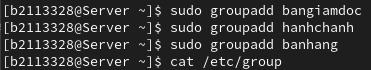 [b2113328@Server ~]$ sudo groupadd bangiamdoc
[b2113328@Server ~]$ sudo groupadd hanhchanh
[b2113328@Server ~]$ sudo groupadd banhang
[b2113328@Server ~]$ cat /etc/group